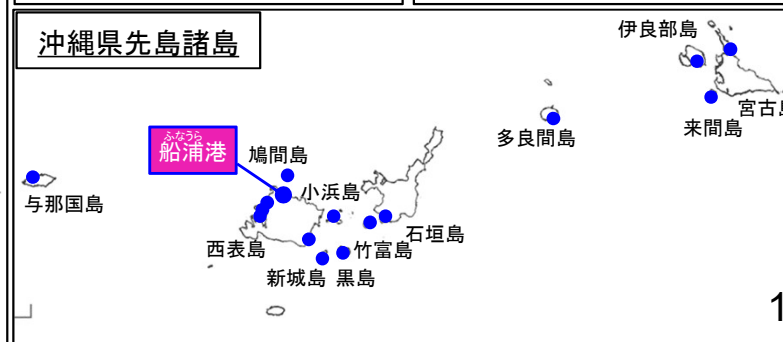 沖縄県先島諸島
伊良部島
宮古島
来間島
多良間島
ふなうら
船浦港
鳩間島
小浜島
与那国島
石垣島
西表島
竹富島
新城島
黒島
1